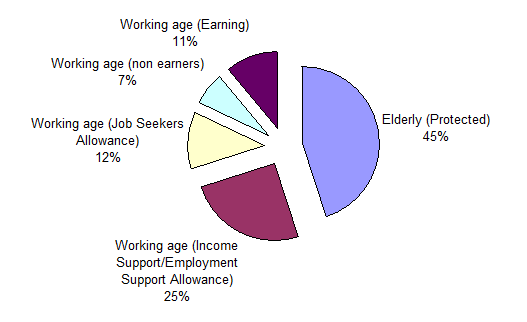 Working age (Earning)
11%
Working age (non earners)
7%
Working age (Job Seekers
Allowance)
12%
Elderly (Protected)
45%
Working age (Income
Support/Employment
Support Allowance)
25%